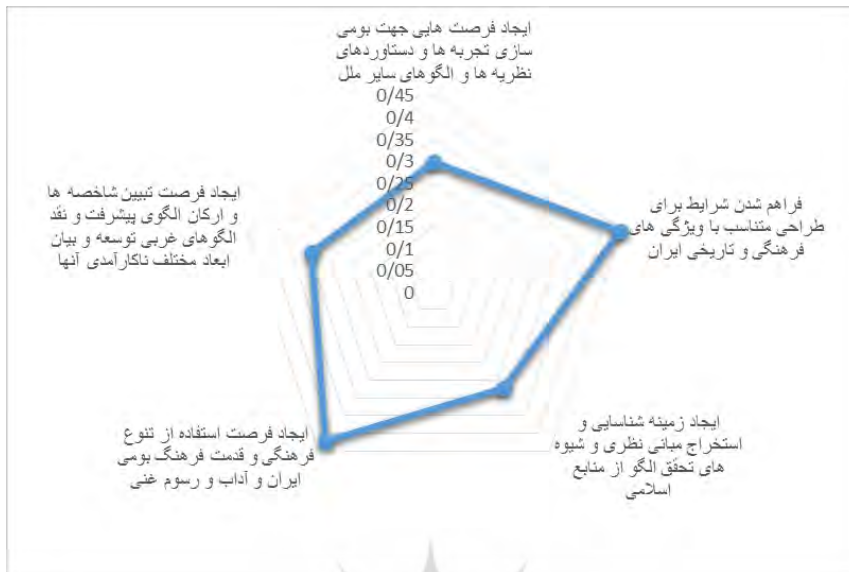 ایجاد فرصت هایی جهت بومی
سازی تجربه ها و دستاوردهای
نظریه ها و الگوهای سایر ملل
0/45
0/4
0/35
0/3
0/25
0/2
0/15
0/1
0/05
0
فراهم شدن شرایط برای
طراحی متناسب با ویژگی های
فرهنگی و تاریخی ایران
ایجاد زمینه شناسایی و
استخراج مبانی نظری و شیوه
های تحقق الگو از منابع
اسلامی
ایجاد فرصت استفاده از تنوع
فرهنگی و قدمت فرهنگ بومی
ایران و آداب و رسوم غنی
ایجاد فرصت تبیین شاخصه ها
و ارکان الگوی پیشرفت و نقد
الگوهای غربی توسعه و بیان
ابعاد مختلف ناکارآمدی آنها